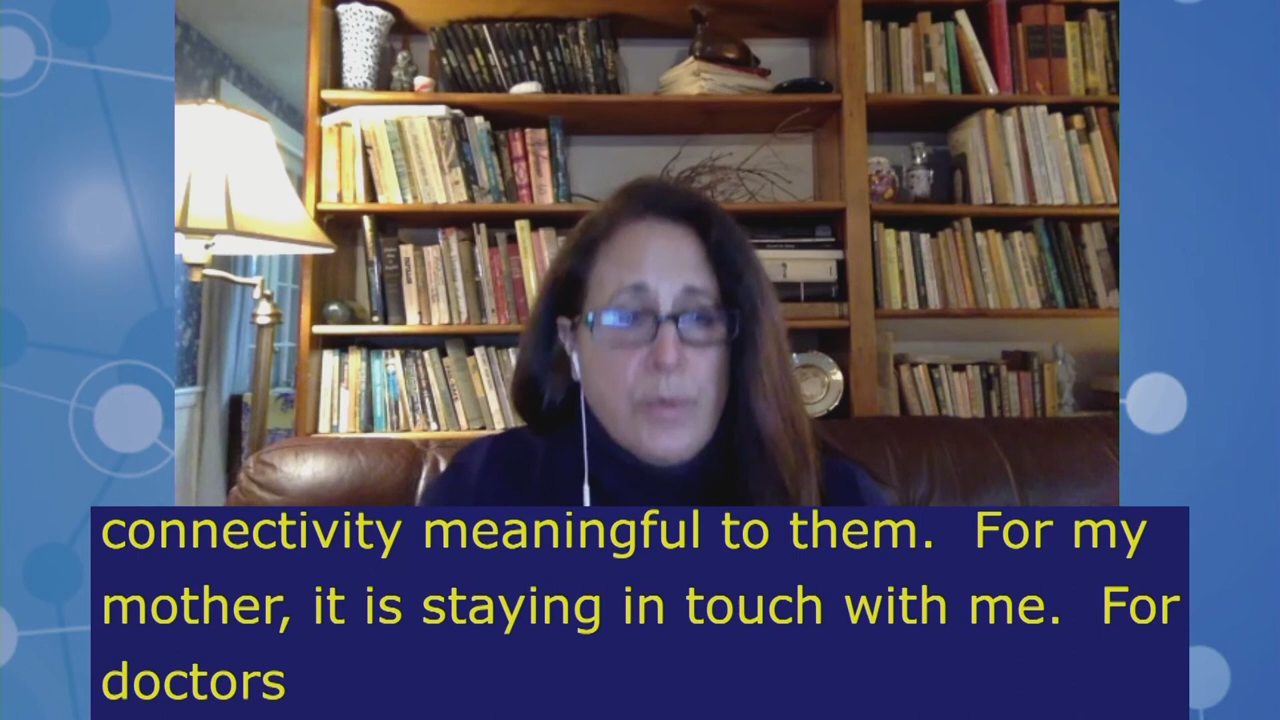 connectivity meaningful to them.  For my
mother, it is staying in touch with me.  For
doctors